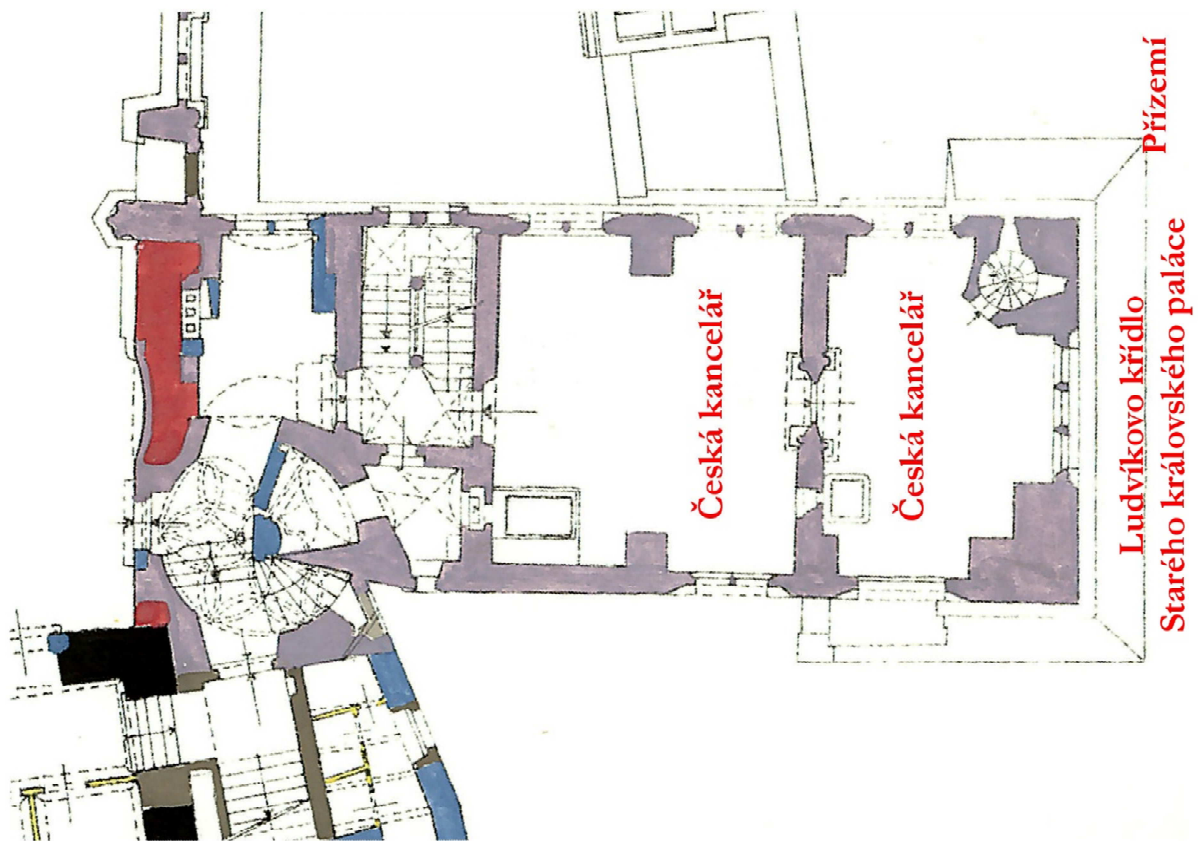 Česká kancelář
Česká kancelář
Ludvíkovo křídlo
Starého královského paláce
Přízemí